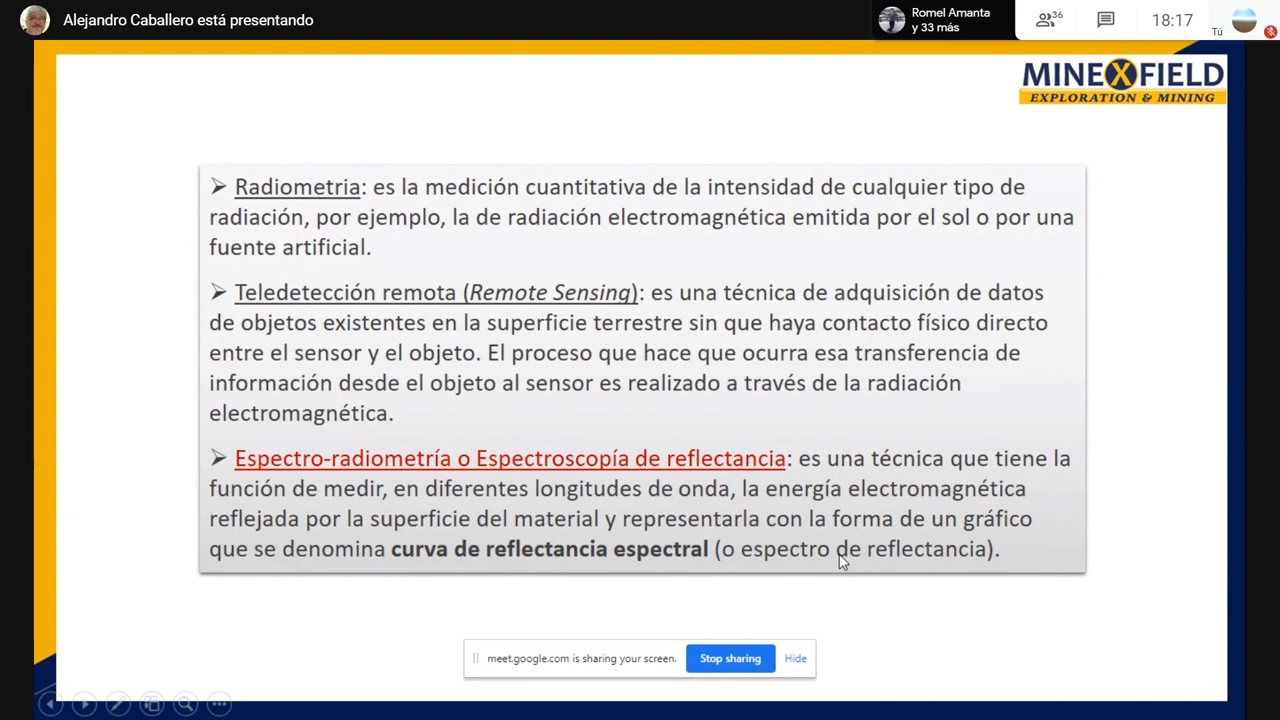 Alejandro Caballero está presentando
Romel Amanta
y 33 más
36
18:17
Tú
MINEXFIELD
EXPLORATION & MINING
➢ Radiometria: es la medición cuantitativa de la intensidad de cualquier tipo de
radiación, por ejemplo, la de radiación electromagnética emitida por el sol o por una
fuente artificial.
➢ Teledetección remota (Remote Sensing): es una técnica de adquisición de datos
de objetos existentes en la superficie terrestre sin que haya contacto físico directo
entre el sensor y el objeto. El proceso que hace que ocurra esa transferencia de
información desde el objeto al sensor es realizado a través de la radiación
electromagnética.
➢ Espectro-radiometría o Espectroscopía de reflectancia: es una técnica que tiene la
función de medir, en diferentes longitudes de onda, la energía electromagnética
reflejada por la superficie del material y representarla con la forma de un gráfico
que se denomina curva de reflectancia espectral (o espectro de reflectancia).
meet.google.com is sharing your screen.
Stop sharing
Hide